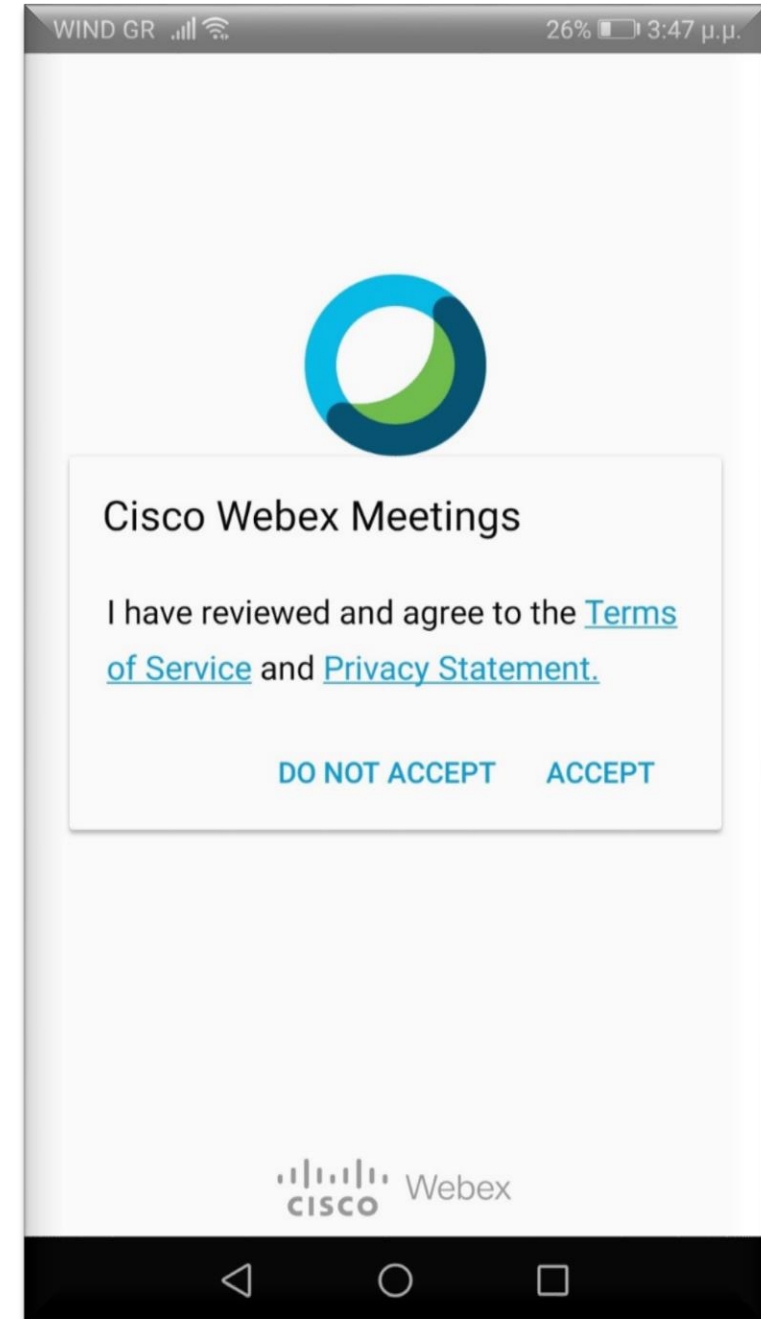 WIND GR 26% 3:47 μ.μ.
Cisco Webex Meetings
I have reviewed and agree to the Terms
of Service and Privacy Statement.
DO NOT ACCEPT ACCEPT
CISCO Webex